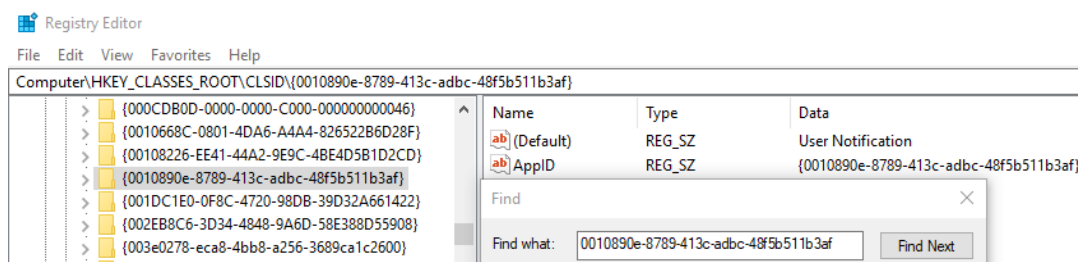 Registry Editor
File Edit View Favorites Help
Computer\HKEY_CLASSES_ROOT\CLSID\{0010890e-8789-413c-adbc-48f5b511b3af}
{000CDB0D-0000-0000-C000-000000000046}
{0010668C-0801-4DA6-A4A4-826522B6D28F}
{00108226-EE41-44A2-9E9C-4BE4D5B1D2CD}
{0010890e-8789-413c-adbc-48f5b511b3af}
{001DC1E0-0F8C-4720-98DB-39D32A661422}
{002EB8C6-3D34-4848-9A6D-58E388D55908}
{003e0278-eca8-4bb8-a256-3689ca1c2600}
Name Type Data
ab (Default) REG_SZ User Notification
ab AppID REG_SZ {0010890e-8789-413c-adbc-48f5b511b3af}
Find
Find what: 0010890e-8789-413c-adbc-48f5b511b3af Find Next